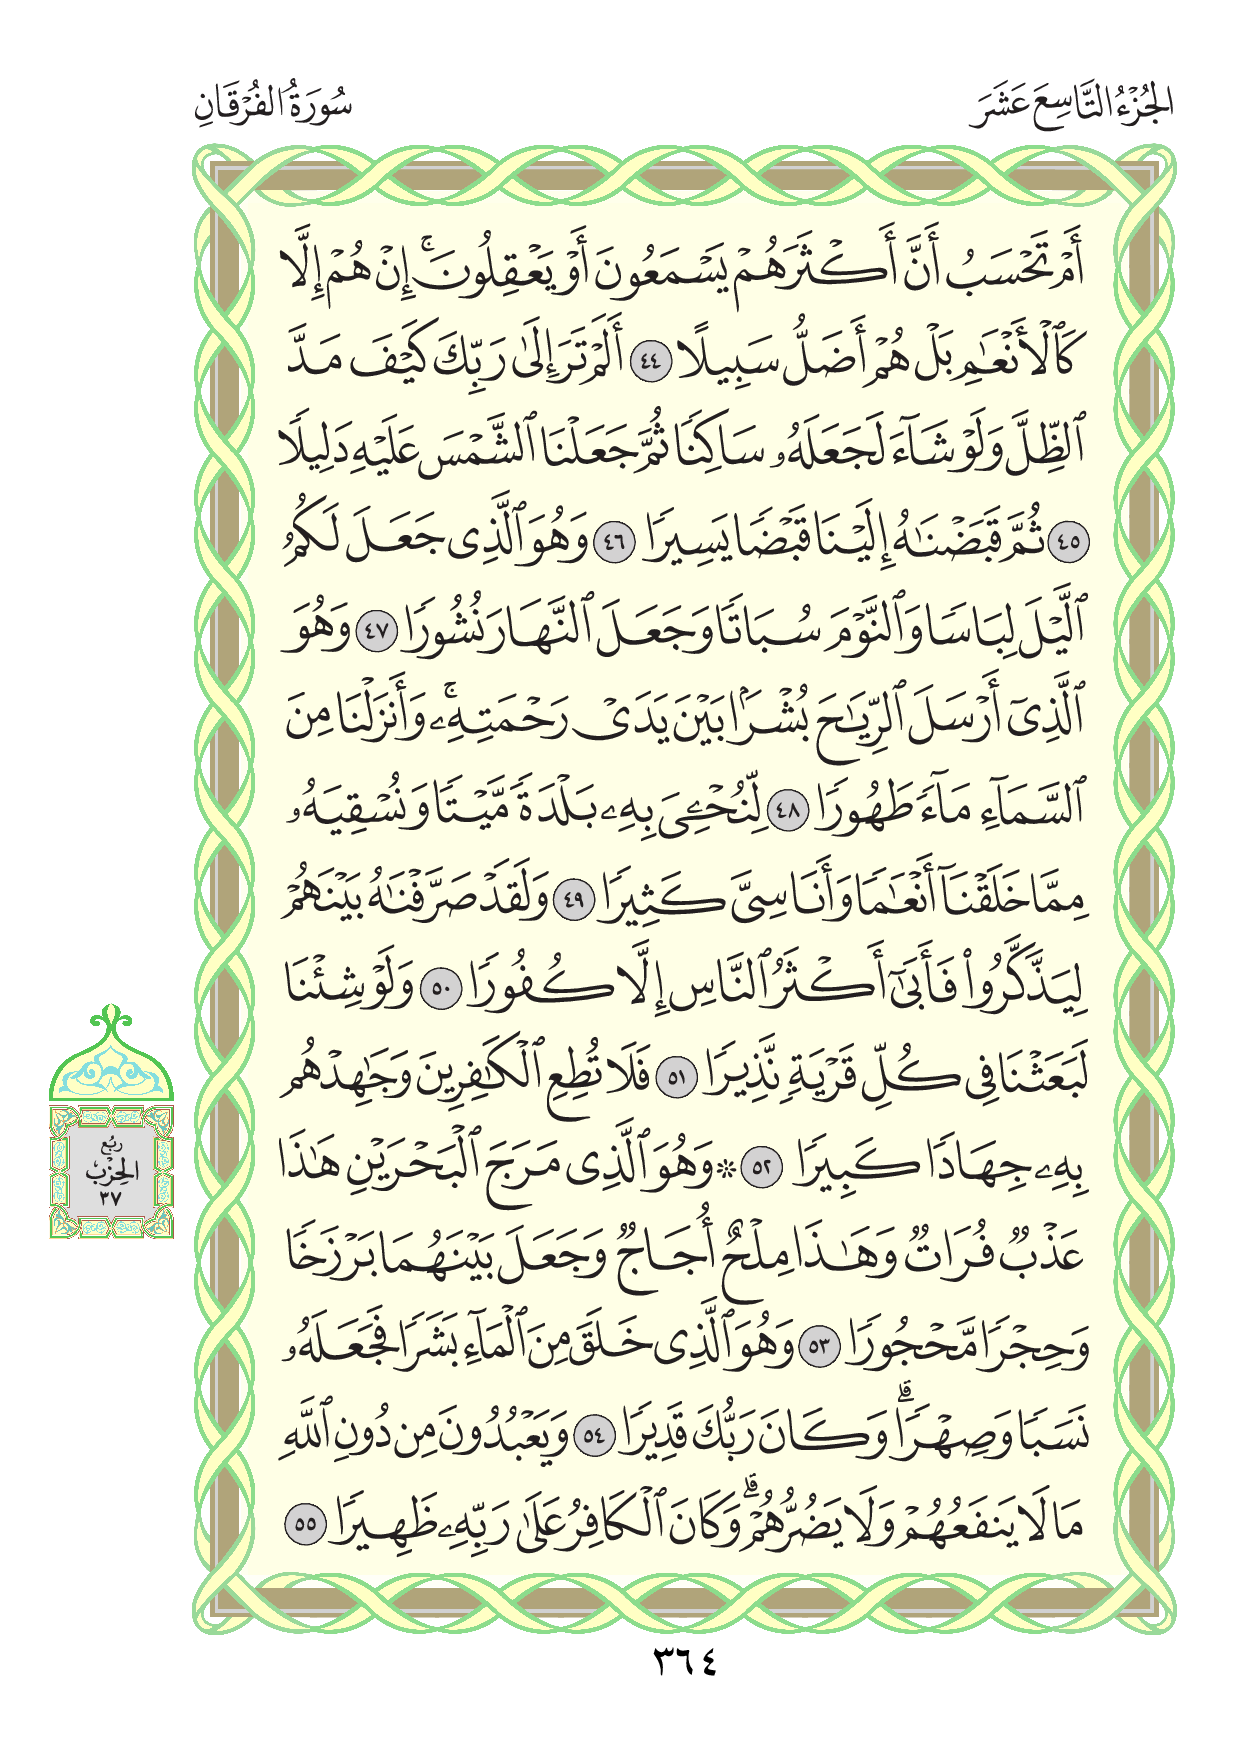 الجُزْءُ التَّاسِعَ عَشَرَ
سُورَةُ الفُرْقَانِ
أَمْ تَحْسَبُ أَنَّ أَكْثَرَهُمْ يَسْمَعُونَ أَوْ يَعْقِلُونَۚ إِنْ هُمْ إِلَّا
كَٱلْأَنْعَٰمِ بَلْ هُمْ أَضَلُّ سَبِيلًا ٤٤ أَلَمْ تَرَ إِلَىٰ رَبِّكَ كَيْفَ مَدَّ
ٱلظِّلَّ وَلَوْ شَآءَ لَجَعَلَهُۥ سَاكِنًا ثُمَّ جَعَلْنَا ٱلشَّمْسَ عَلَيْهِ دَلِيلًا
٤٥ ثُمَّ قَبَضْنَٰهُ إِلَيْنَا قَبْضًا يَسِيرًا ٤٦ وَهُوَ ٱلَّذِى جَعَلَ لَكُمُ
ٱلَّيْلَ لِبَاسًا وَٱلنَّوْمَ سُبَاتًا وَجَعَلَ ٱلنَّهَارَ نُشُورًا ٤٧ وَهُوَ
ٱلَّذِىٓ أَرْسَلَ ٱلرِّيَٰحَ بُشْرًۢا بَيْنَ يَدَىْ رَحْمَتِهِۦۚ وَأَنزَلْنَا مِنَ
ٱلسَّمَآءِ مَآءً طَهُورًا ٤٨ لِّنُحْـِۧىَ بِهِۦ بَلْدَةً مَّيْتًا وَنُسْقِيَهُۥ
مِمَّا خَلَقْنَآ أَنْعَٰمًا وَأَنَاسِىَّ كَثِيرًا ٤٩ وَلَقَدْ صَرَّفْنَٰهُ بَيْنَهُمْ
لِيَذَّكَّرُوا۟ فَأَبَىٰٓ أَكْثَرُ ٱلنَّاسِ إِلَّا كُفُورًا ٥٠ وَلَوْ شِئْنَا
لَبَعَثْنَا فِى كُلِّ قَرْيَةٍ نَّذِيرًا ٥١ فَلَا تُطِعِ ٱلْكَٰفِرِينَ وَجَٰهِدْهُم
بِهِۦ جِهَادًا كَبِيرًا ٥٢ ۞ وَهُوَ ٱلَّذِى مَرَجَ ٱلْبَحْرَيْنِ هَٰذَا
عَذْبٌ فُرَاتٌ وَهَٰذَا مِلْحٌ أُجَاجٌ وَجَعَلَ بَيْنَهُمَا بَرْزَخًا
وَحِجْرًا مَّحْجُورًا ٥٣ وَهُوَ ٱلَّذِى خَلَقَ مِنَ ٱلْمَآءِ بَشَرًا فَجَعَلَهُۥ
نَسَبًا وَصِهْرًاۗ وَكَانَ رَبُّكَ قَدِيرًا ٥٤ وَيَعْبُدُونَ مِن دُونِ ٱللَّهِ
مَا لَا يَنفَعُهُمْ وَلَا يَضُرُّهُمْۗ وَكَانَ ٱلْكَافِرُ عَلَىٰ رَبِّهِۦ ظَهِيرًا ٥٥
رُبْع
الحِزْب
٣٧
٣٦٤